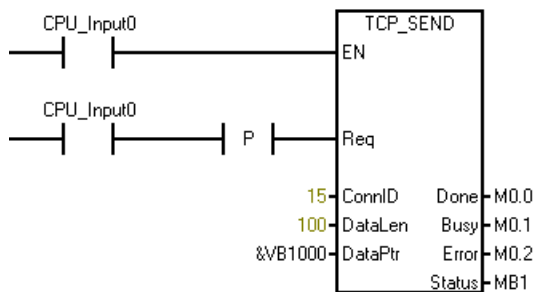 CPU_Input0
TCP_SEND
EN
CPU_Input0
P
Req
15 ConnID Done M0.0
100 DataLen Busy M0.1
&VB1000 DataPtr Error M0.2
Status MB1